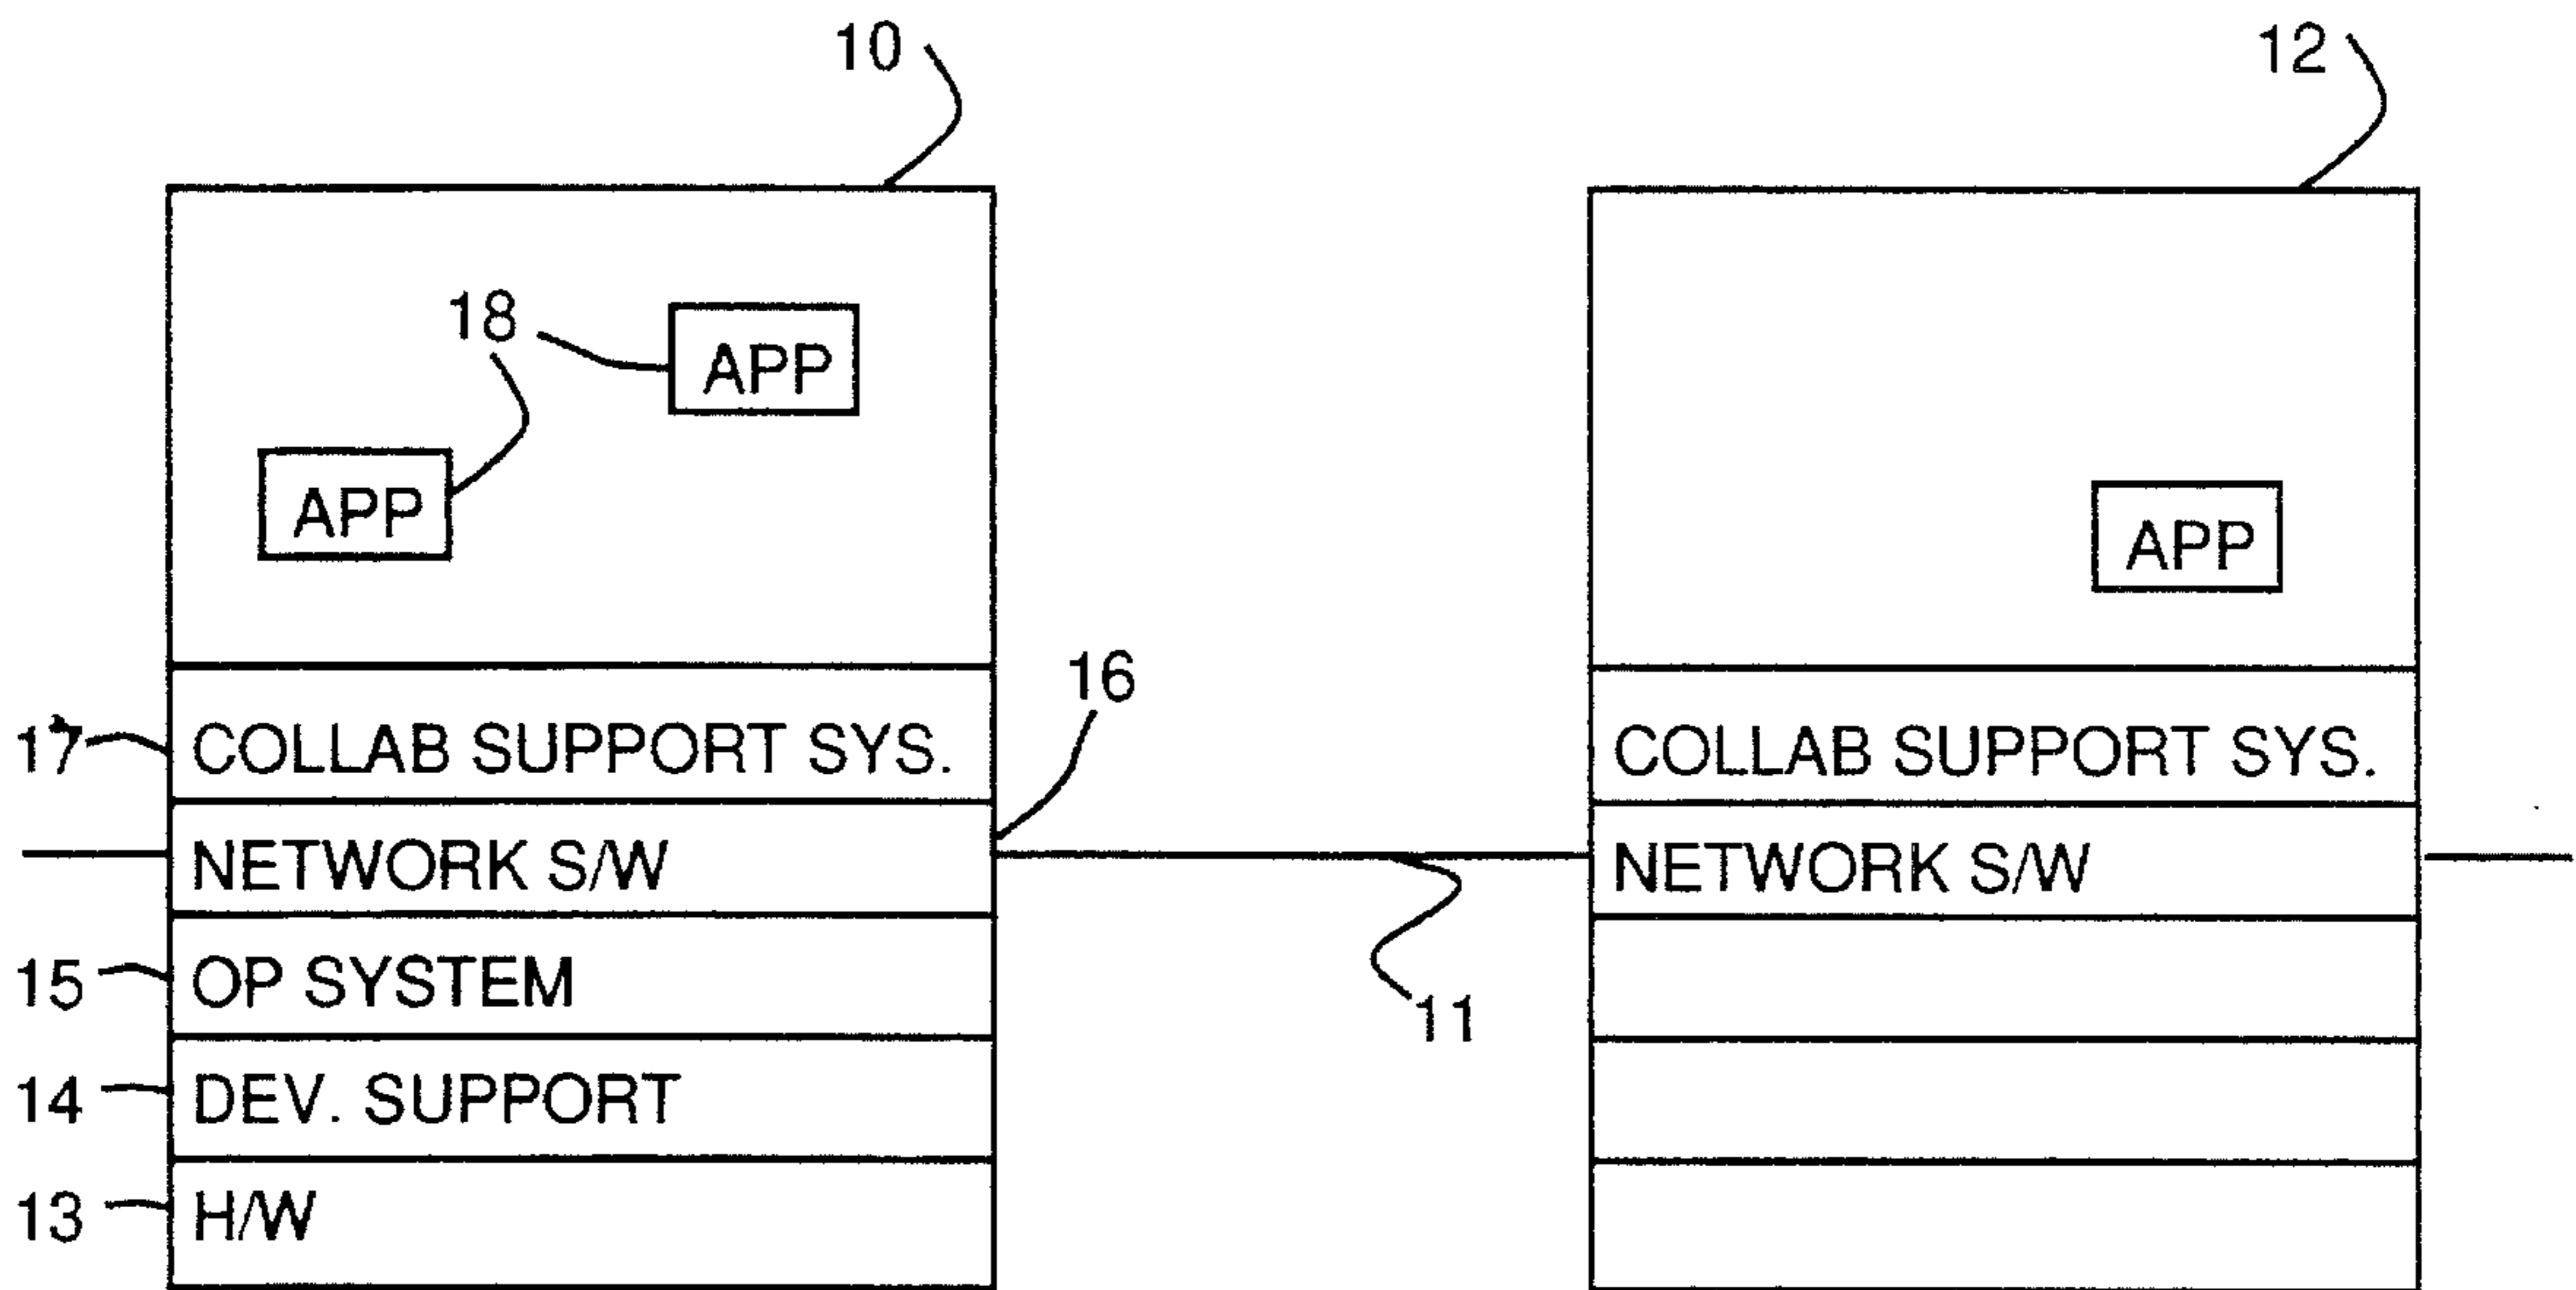 10
12
18
APP
APP
APP
16
17 COLLAB SUPPORT SYS.
COLLAB SUPPORT SYS.
NETWORK S/W
NETWORK S/W
15 OP SYSTEM
11
14 DEV. SUPPORT
13 H/W